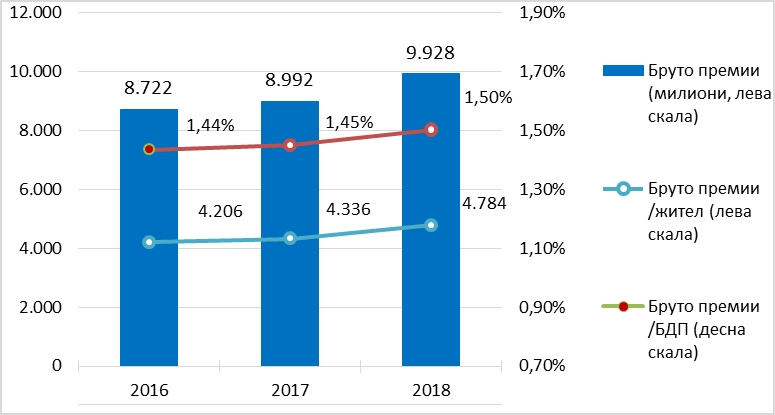 12.000
10.000
8.000
6.000
4.000
2.000
0
8.722
8.992
9.928
1,44%
1,45%
1,50%
4.206
4.336
4.784
2016
2017
2018
1,90%
1,70%
1,50%
1,30%
1,10%
0,90%
0,70%
Бруто премии
(милиони, лева
скала)
Бруто премии
/жител (лева
скала)
Бруто премии
/БДП (десна
скала)